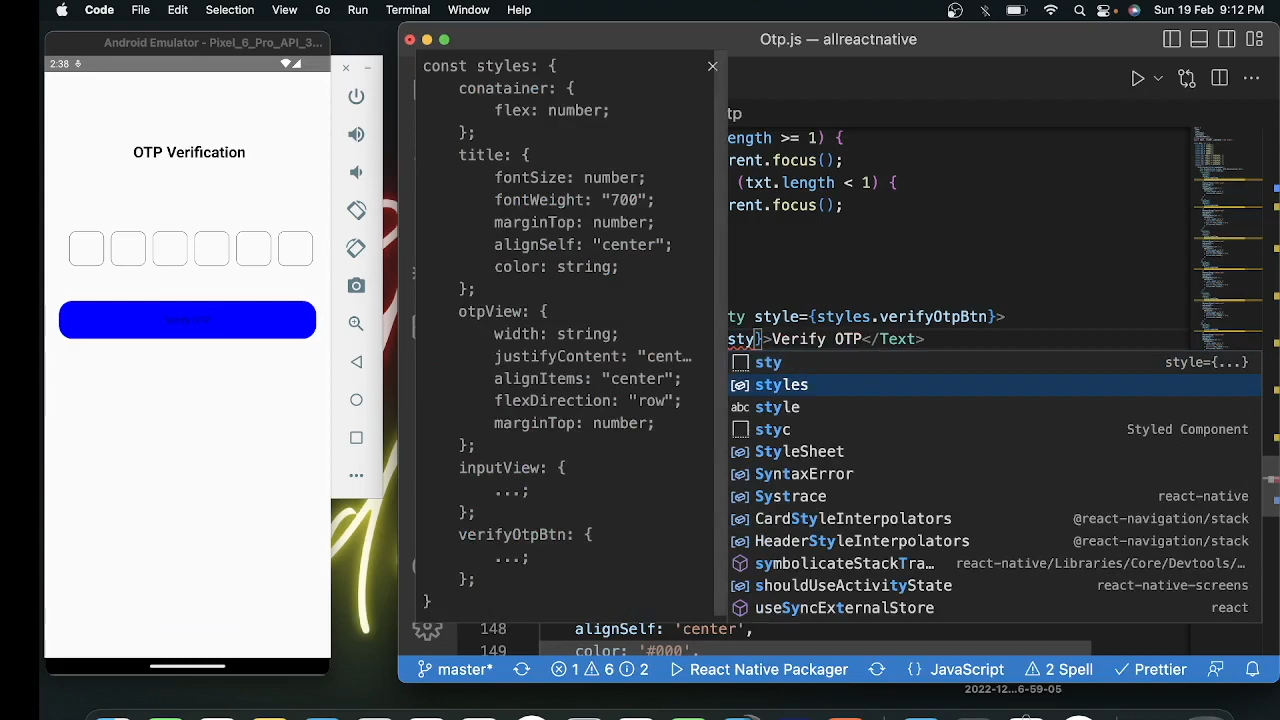 Code File Edit Selection View Go Run Terminal Window Help Sun 19 Feb 9:12 PM
Android Emulator - Pixel_6_Pro_API_3...
2:38
OTP Verification
Otp.js — allreactnative
const styles: {
conatainer: {
flex: number;
};
title: {
fontSize: number;
fontWeight: "700";
marginTop: number;
alignSelf: "center";
color: string;
};
otpView: {
width: string;
justifyContent: "cent...
alignItems: "center";
flexDirection: "row";
marginTop: number;
};
inputView: {
...;
};
verifyOtpBtn: {
...;
};
}
tp
ength >= 1) {
rent.focus();
(txt.length < 1) {
rent.focus();
ty style={styles.verifyOtpBtn}>
sty}>Verify OTP</Text>
sty style={...}
styles
style
styc Styled Component
StyleSheet
SyntaxError
Systrace react-native
CardStyleInterpolators @react-navigation/stack
HeaderStyleInterpolators @react-navigation/stack
symbolicateStackTra... react-native/Libraries/Core/Devtools/...
shouldUseActivityState react-native-screens
useSyncExternalStore react
148 alignSelf: 'center',
149 color: '#000',
master* 1 6 2 React Native Packager {} JavaScript 2 Spell Prettier
2022-12...6-59-05